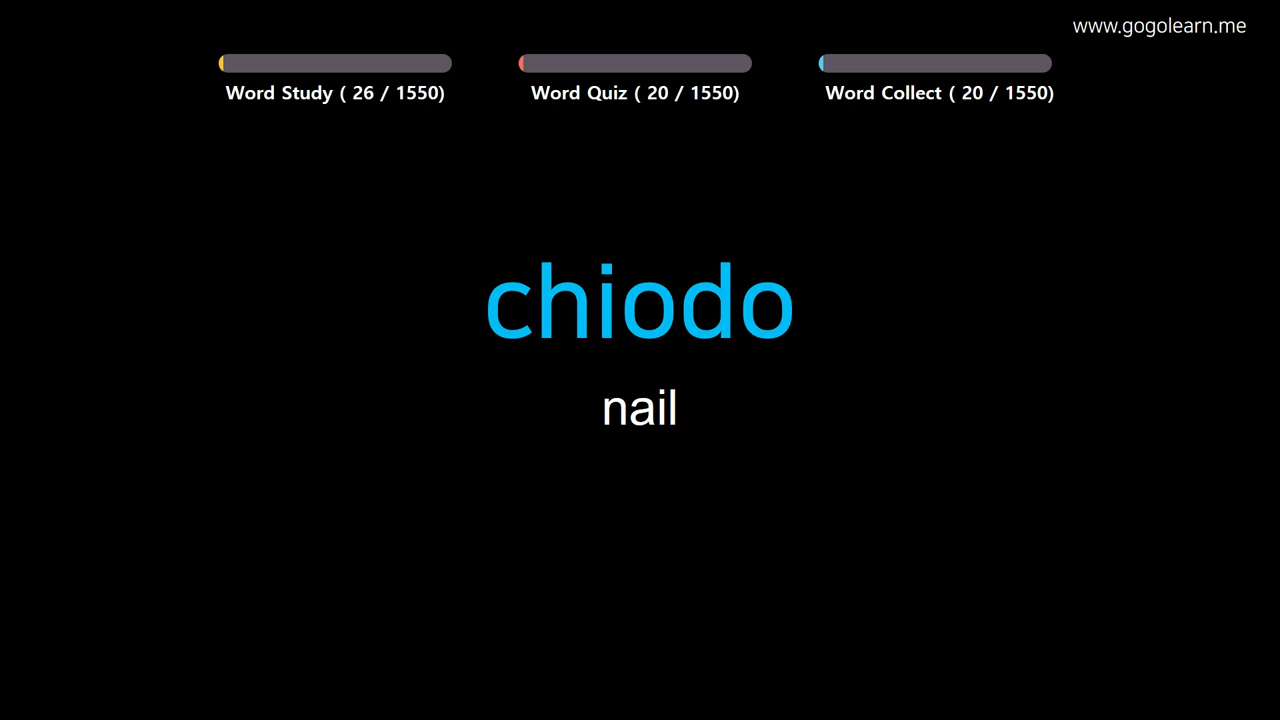 www.gogolearn.me
Word Study ( 26 / 1550)
Word Quiz ( 20 / 1550)
Word Collect ( 20 / 1550)
chiodo
nail